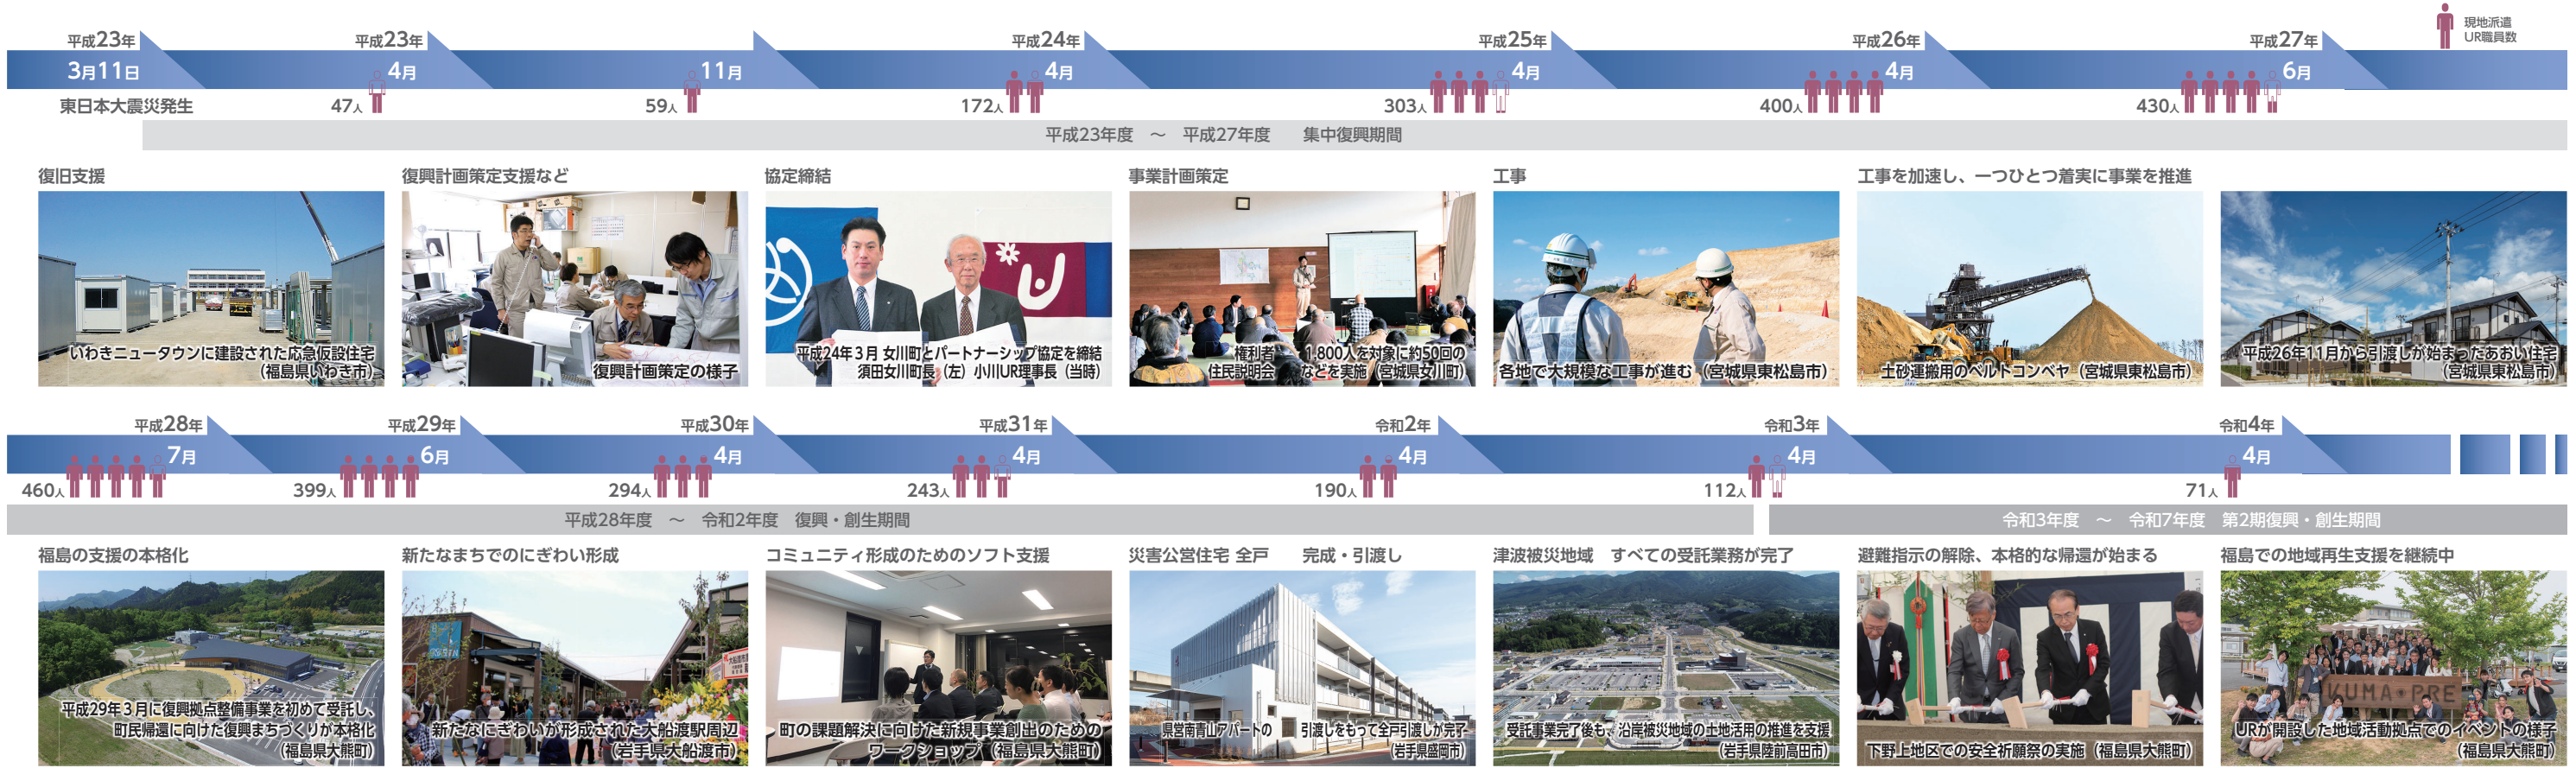 現地派遣
UR職員数
平成23年
3月11日
東日本大震災発生
平成23年
4月
47人
11月
59人
平成24年
4月
172人
平成25年
4月
303人
平成26年
4月
400人
平成27年
6月
430人
平成23年度 ～ 平成27年度 集中復興期間
復旧支援
いわきニュータウンに建設された応急仮設住宅
（福島県いわき市）
復興計画策定支援など
復興計画策定の様子
協定締結
平成24年3月 女川町とパートナーシップ協定を締結
須田女川町長（左）小川UR理事長（当時）
事業計画策定
権利者 1,800人を対象に約50回の
住民説明会 などを実施（宮城県女川町）
工事
各地で大規模な工事が進む（宮城県東松島市）
工事を加速し、一つひとつ着実に事業を推進
土砂運搬用のベルトコンベヤ（宮城県東松島市）
平成26年11月から引渡しが始まったあおい住宅
（宮城県東松島市）
平成28年
7月
460人
平成29年
6月
399人
平成30年
4月
294人
平成31年
4月
243人
令和2年
4月
190人
令和3年
4月
112人
令和4年
4月
71人
平成28年度 ～ 令和2年度 復興・創生期間
令和3年度 ～ 令和7年度 第2期復興・創生期間
福島の支援の本格化
平成29年3月に復興拠点整備事業を初めて受託し、
町民帰還に向けた復興まちづくりが本格化
（福島県大熊町）
新たなまちでのにぎわい形成
新たなにぎわいが形成された大船渡駅周辺
（岩手県大船渡市）
コミュニティ形成のためのソフト支援
町の課題解決に向けた新規事業創出のための
ワークショップ（福島県大熊町）
災害公営住宅 全戸 完成・引渡し
県営南青山アパートの 引渡しをもって全戸引渡しが完了
（岩手県盛岡市）
津波被災地域 すべての受託業務が完了
受託事業完了後も、沿岸被災地域の土地活用の推進を支援
（岩手県陸前高田市）
避難指示の解除、本格的な帰還が始まる
下野上地区での安全祈願祭の実施（福島県大熊町）
福島での地域再生支援を継続中
KUMA・PRE
URが開設した地域活動拠点でのイベントの様子
（福島県大熊町）